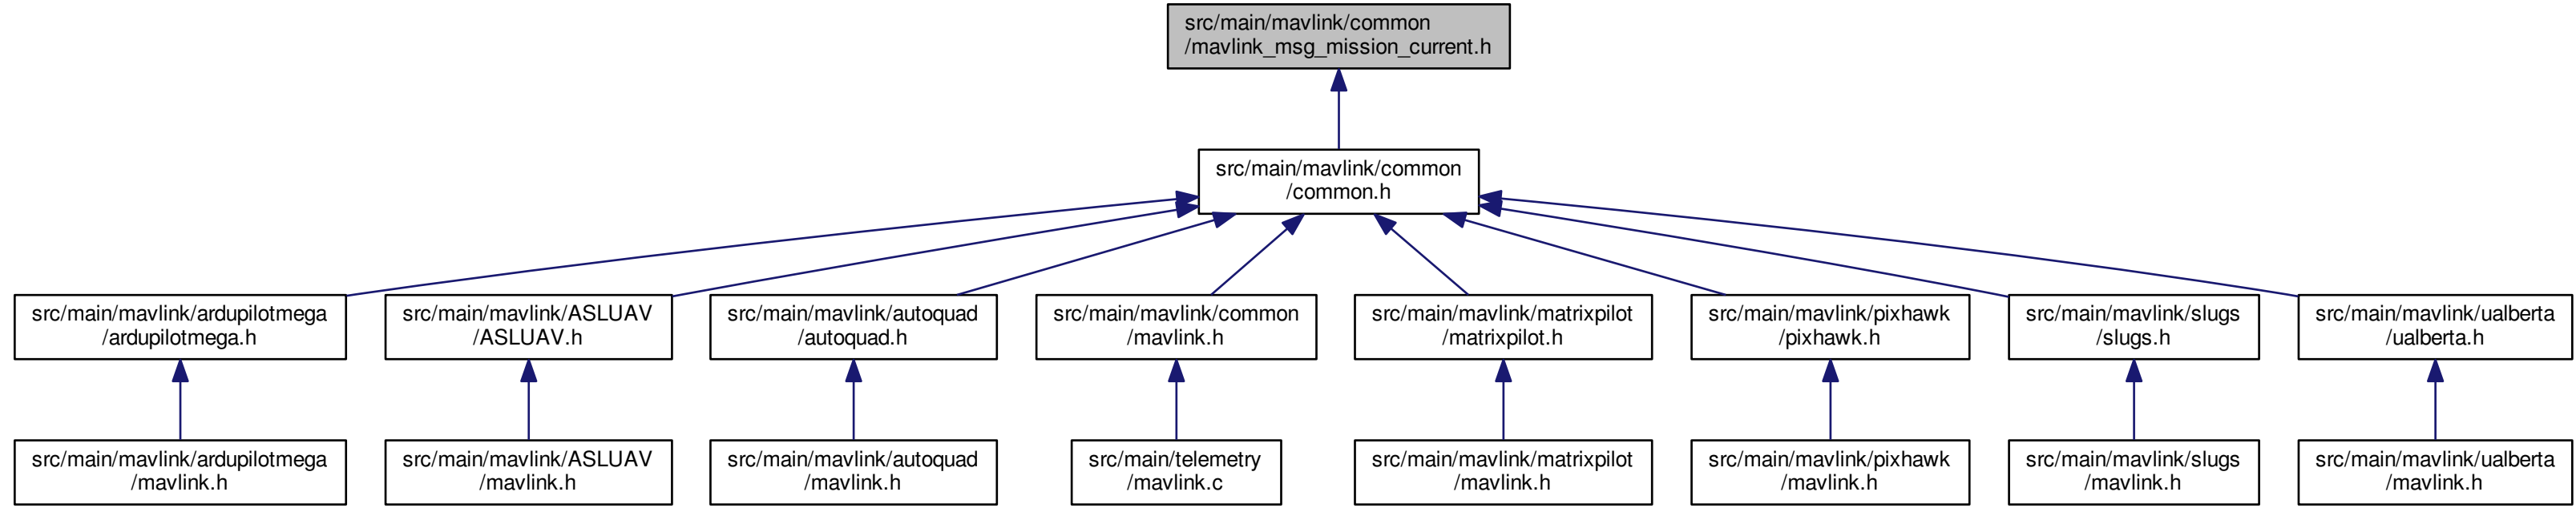 src/main/mavlink/common
/mavlink_msg_mission_current.h
src/main/mavlink/common
/common.h
src/main/mavlink/ardupilotmega
/ardupilotmega.h
src/main/mavlink/ASLUAV
/ASLUAV.h
src/main/mavlink/autoquad
/autoquad.h
src/main/mavlink/common
/mavlink.h
src/main/mavlink/matrixpilot
/matrixpilot.h
src/main/mavlink/pixhawk
/pixhawk.h
src/main/mavlink/slugs
/slugs.h
src/main/mavlink/ualberta
/ualberta.h
src/main/mavlink/ardupilotmega
/mavlink.h
src/main/mavlink/ASLUAV
/mavlink.h
src/main/mavlink/autoquad
/mavlink.h
src/main/telemetry
/mavlink.c
src/main/mavlink/matrixpilot
/mavlink.h
src/main/mavlink/pixhawk
/mavlink.h
src/main/mavlink/slugs
/mavlink.h
src/main/mavlink/ualberta
/mavlink.h